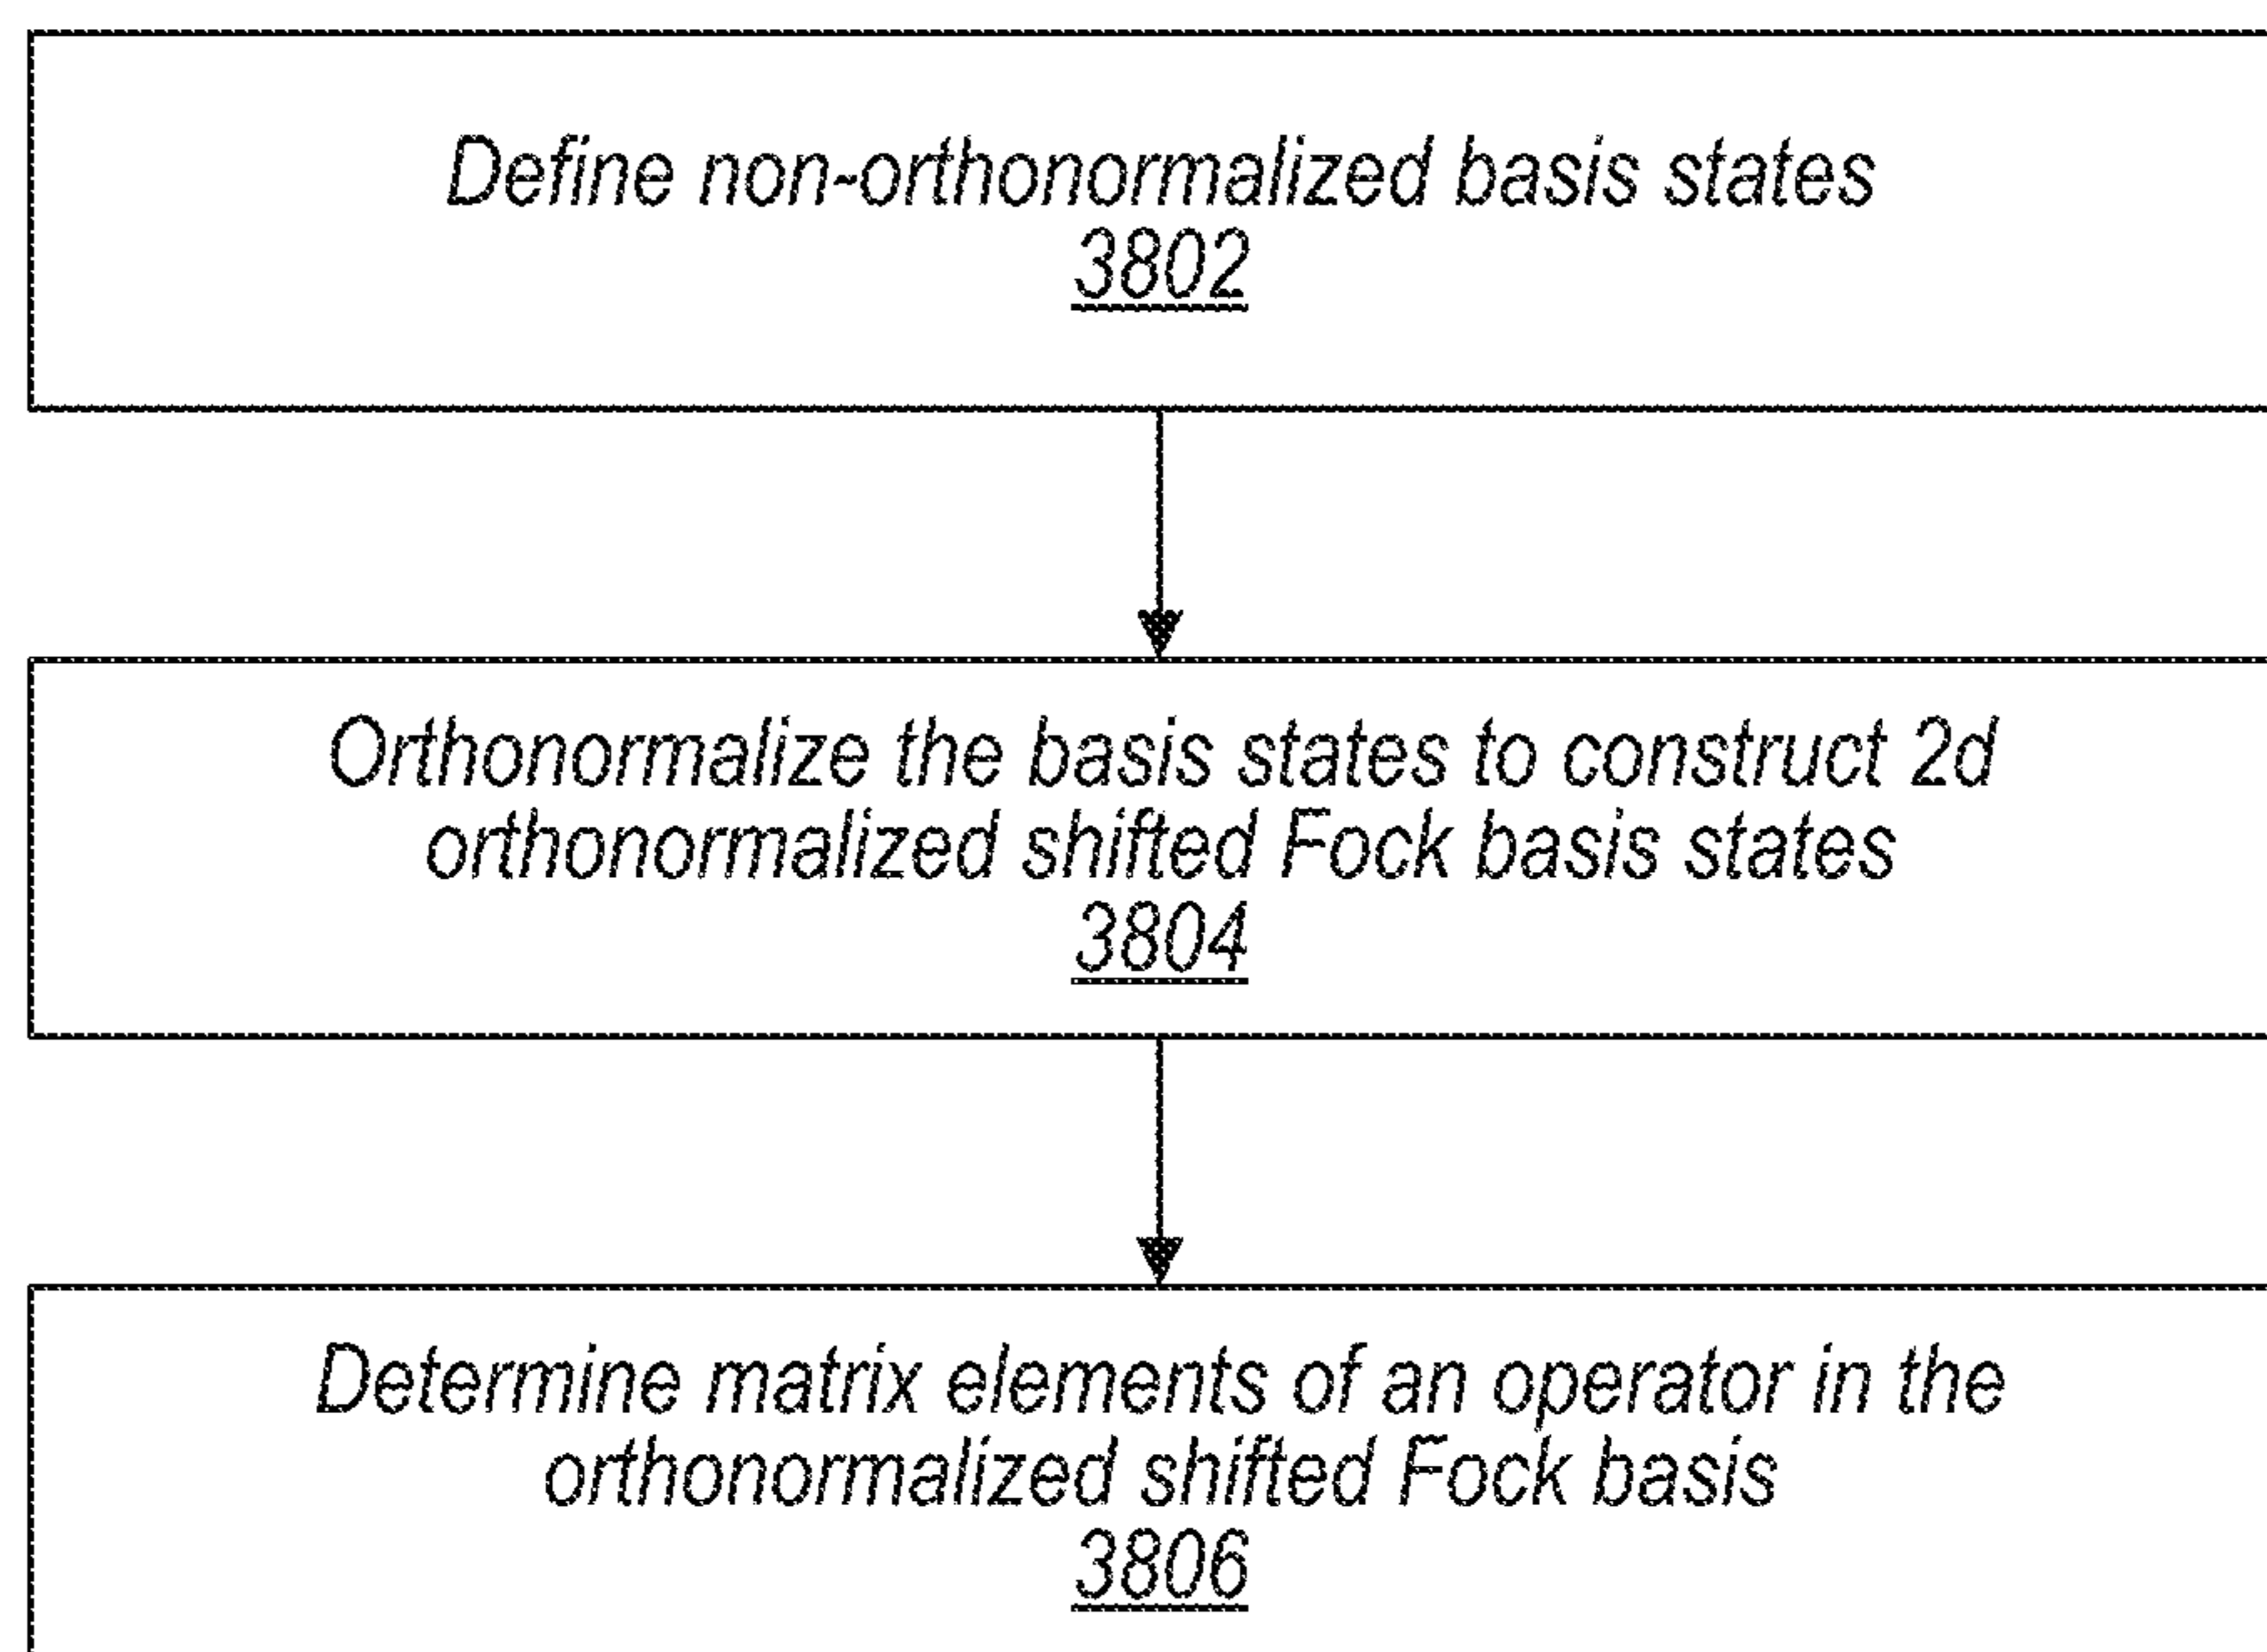 Define non-orthonormalized basis states
3802
Orthonormalize the basis states to construct 2d
orthonormalized shifted Fock basis states
3804
Determine matrix elements of an operator in the
orthonormalized shifted Fock basis
3806